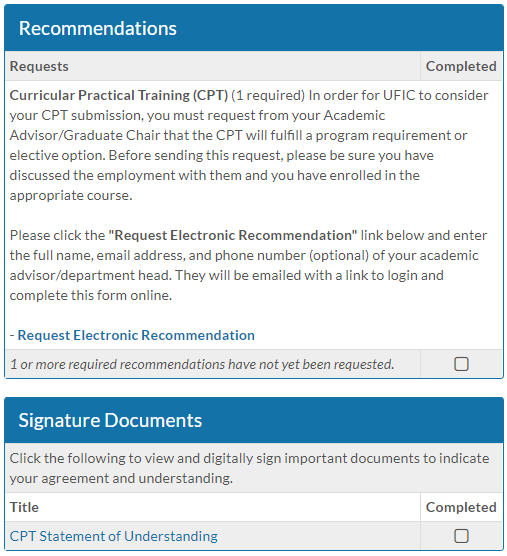 Recommendations
Requests Completed
Curricular Practical Training (CPT) (1 required) In order for UFIC to consider
your CPT submission, you must request from your Academic
Advisor/Graduate Chair that the CPT will fulfill a program requirement or
elective option. Before sending this request, please be sure you have
discussed the employment with them and you have enrolled in the
appropriate course.
Please click the "Request Electronic Recommendation" link below and enter
the full name, email address, and phone number (optional) of your academic
advisor/department head. They will be emailed with a link to login and
complete this form online.
- Request Electronic Recommendation
1 or more required recommendations have not yet been requested.
Signature Documents
Click the following to view and digitally sign important documents to indicate
your agreement and understanding.
Title Completed
CPT Statement of Understanding